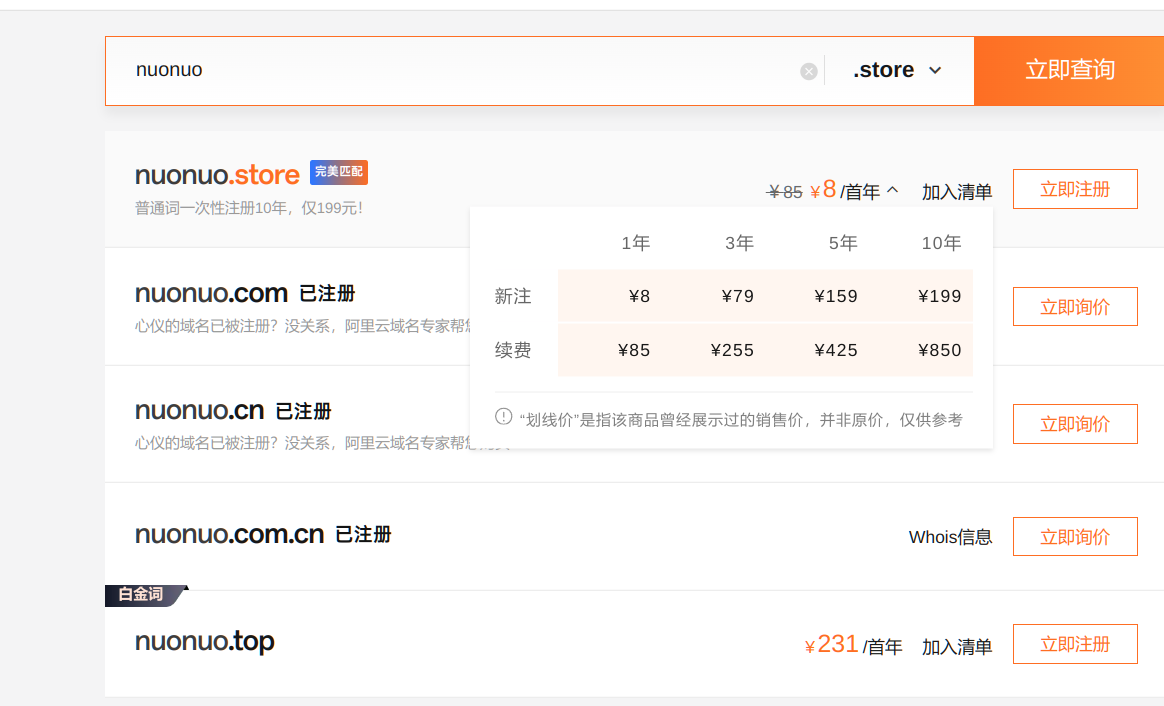 nuonuo
.store
立即查询
nuonuo.store 完美匹配
¥85 ¥8/首年 加入清单 立即注册
普通词一次性注册10年，仅199元！
1年 3年 5年 10年
新注 ¥8 ¥79 ¥159 ¥199
续费 ¥85 ¥255 ¥425 ¥850
“划线价”是指该商品曾经展示过的销售价，并非原价，仅供参考
nuonuo.com 已注册
心仪的域名已被注册？没关系，阿里云域名专家帮
立即询价
nuonuo.cn 已注册
心仪的域名已被注册？没关系，阿里云域名专家帮
立即询价
nuonuo.com.cn 已注册
Whois信息 立即询价
白金词
nuonuo.top
¥231/首年 加入清单 立即注册